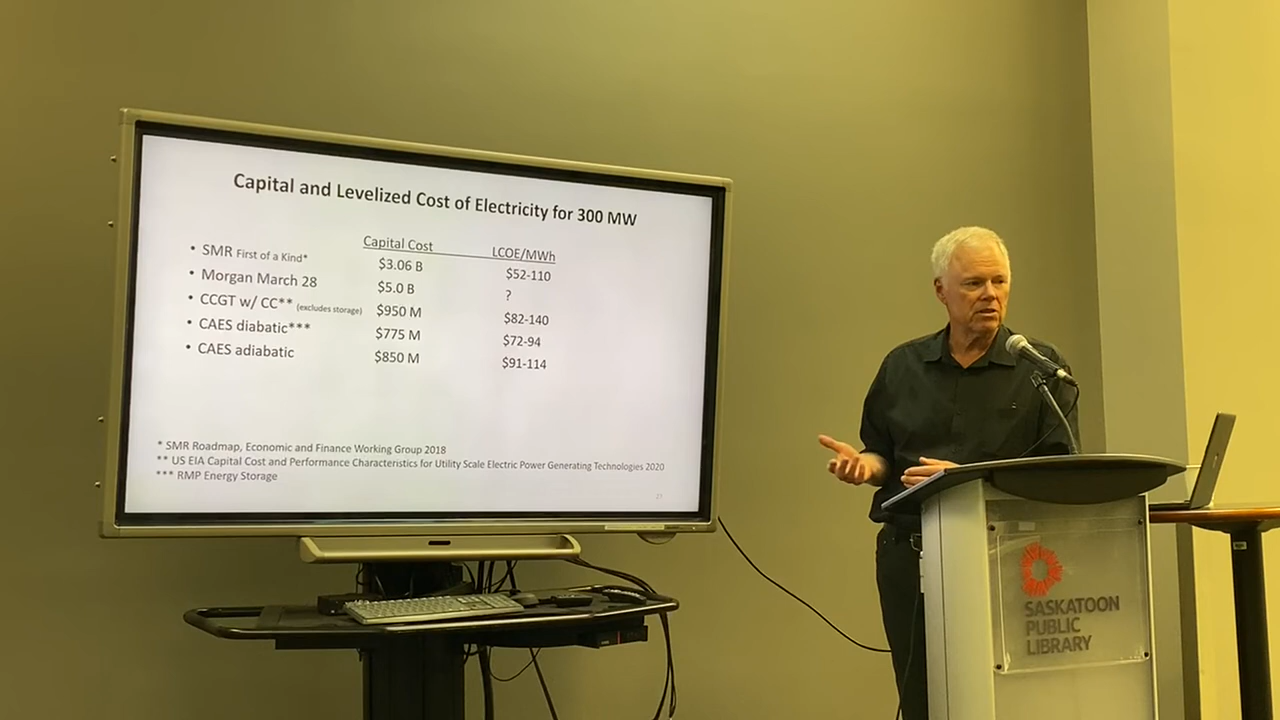 Capital and Levelized Cost of Electricity for 300 MW
Capital Cost LCOE/MWh
• SMR First of a Kind* $3.06 B $52-110
• Morgan March 28 $5.0 B ?
• CCGT w/ CC** (excludes storage) $950 M $82-140
• CAES diabatic*** $775 M $72-94
• CAES adiabatic $850 M $91-114
* SMR Roadmap, Economic and Finance Working Group 2018
** US EIA Capital Cost and Performance Characteristics for Utility Scale Electric Power Generating Technologies 2020
*** RMP Energy Storage
SASKATOON
PUBLIC
LIBRARY